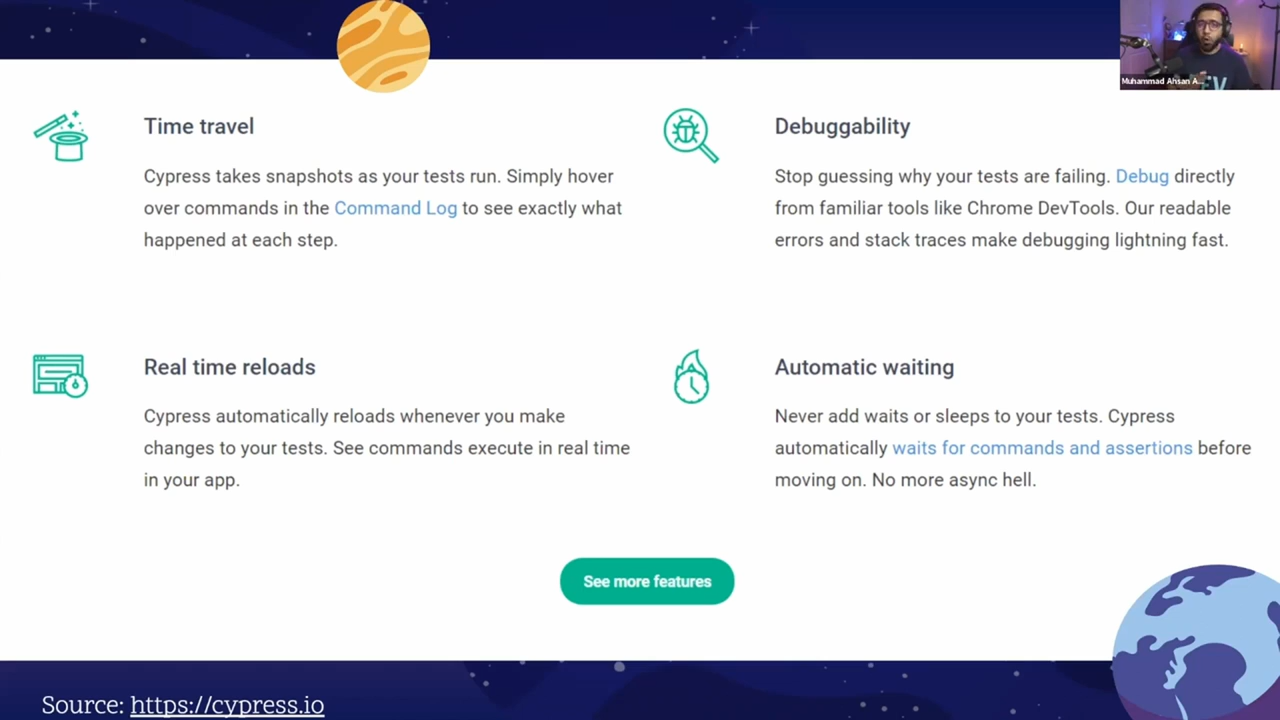 Muhammad Ahsan A...
Time travel
Cypress takes snapshots as your tests run. Simply hover
over commands in the Command Log to see exactly what
happened at each step.
Debuggability
Stop guessing why your tests are failing. Debug directly
from familiar tools like Chrome DevTools. Our readable
errors and stack traces make debugging lightning fast.
Real time reloads
Cypress automatically reloads whenever you make
changes to your tests. See commands execute in real time
in your app.
Automatic waiting
Never add waits or sleeps to your tests. Cypress
automatically waits for commands and assertions before
moving on. No more async hell.
See more features
Source: https://cypress.io